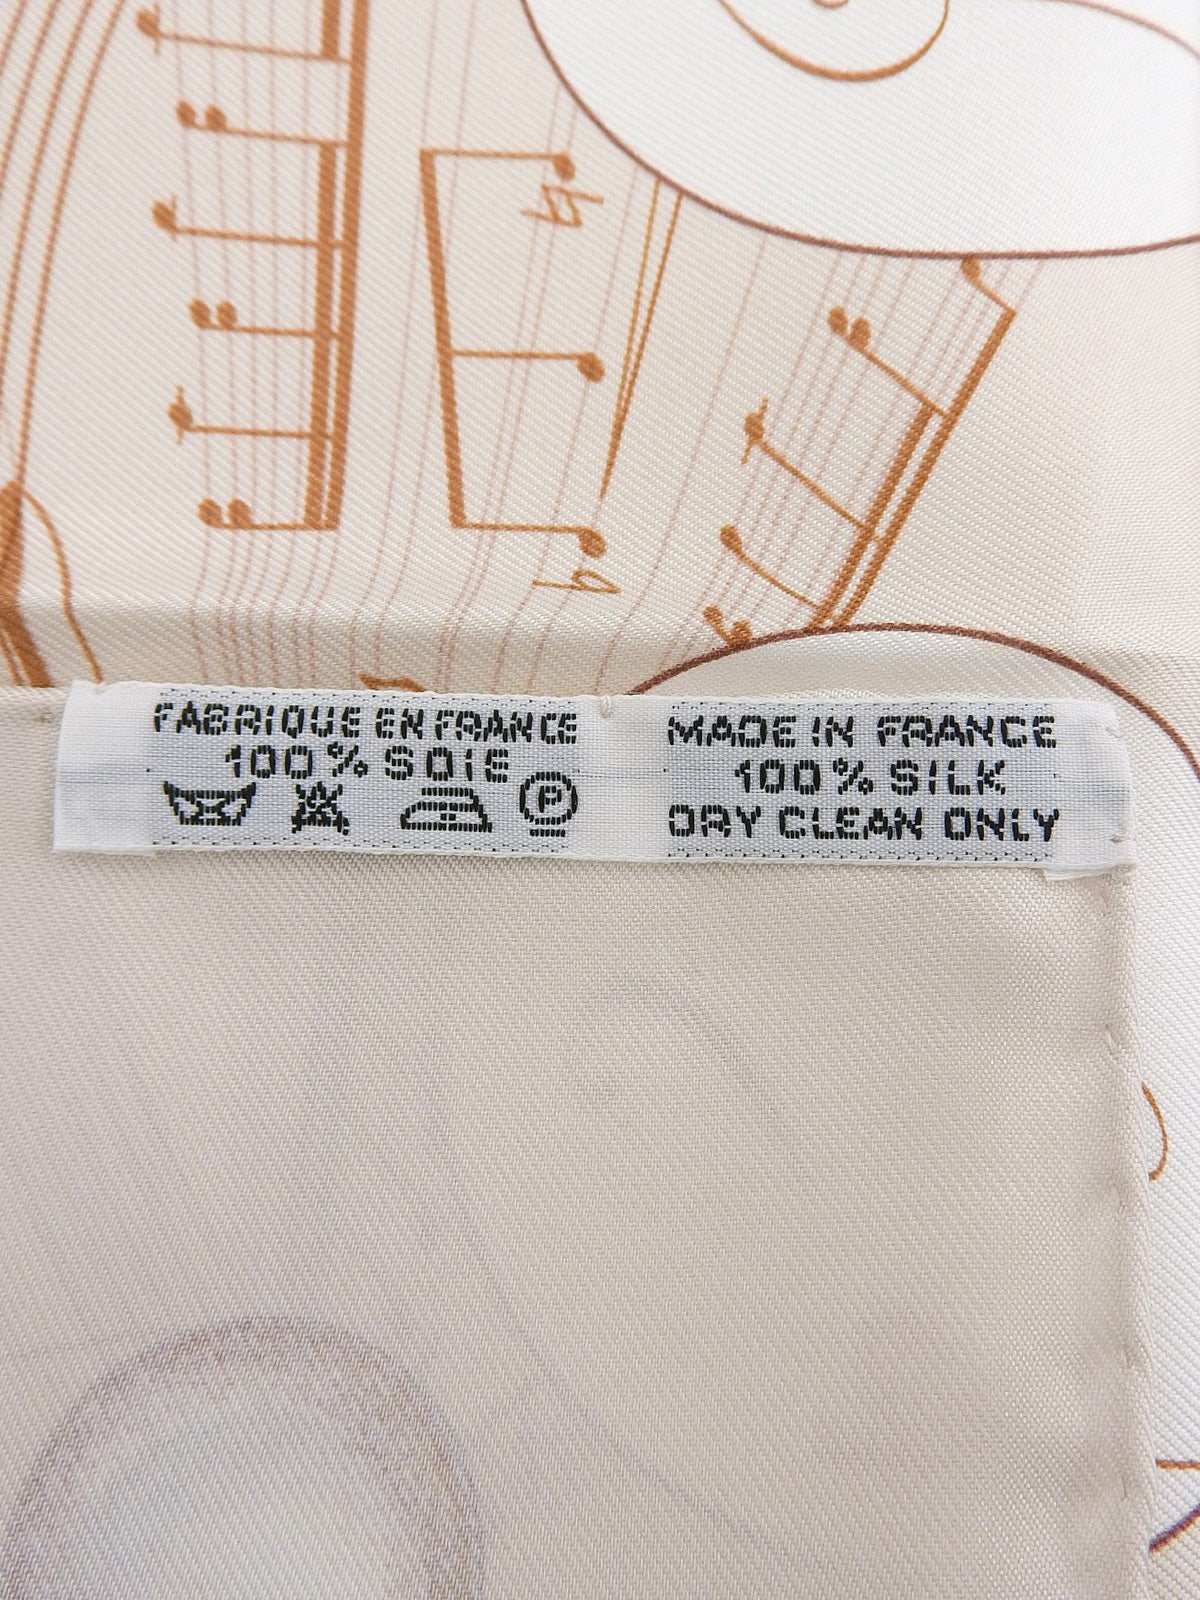 FABRIQUE EN FRANCE
100% SOIE
P
MADE IN FRANCE
100% SILK
DRY CLEAN ONLY